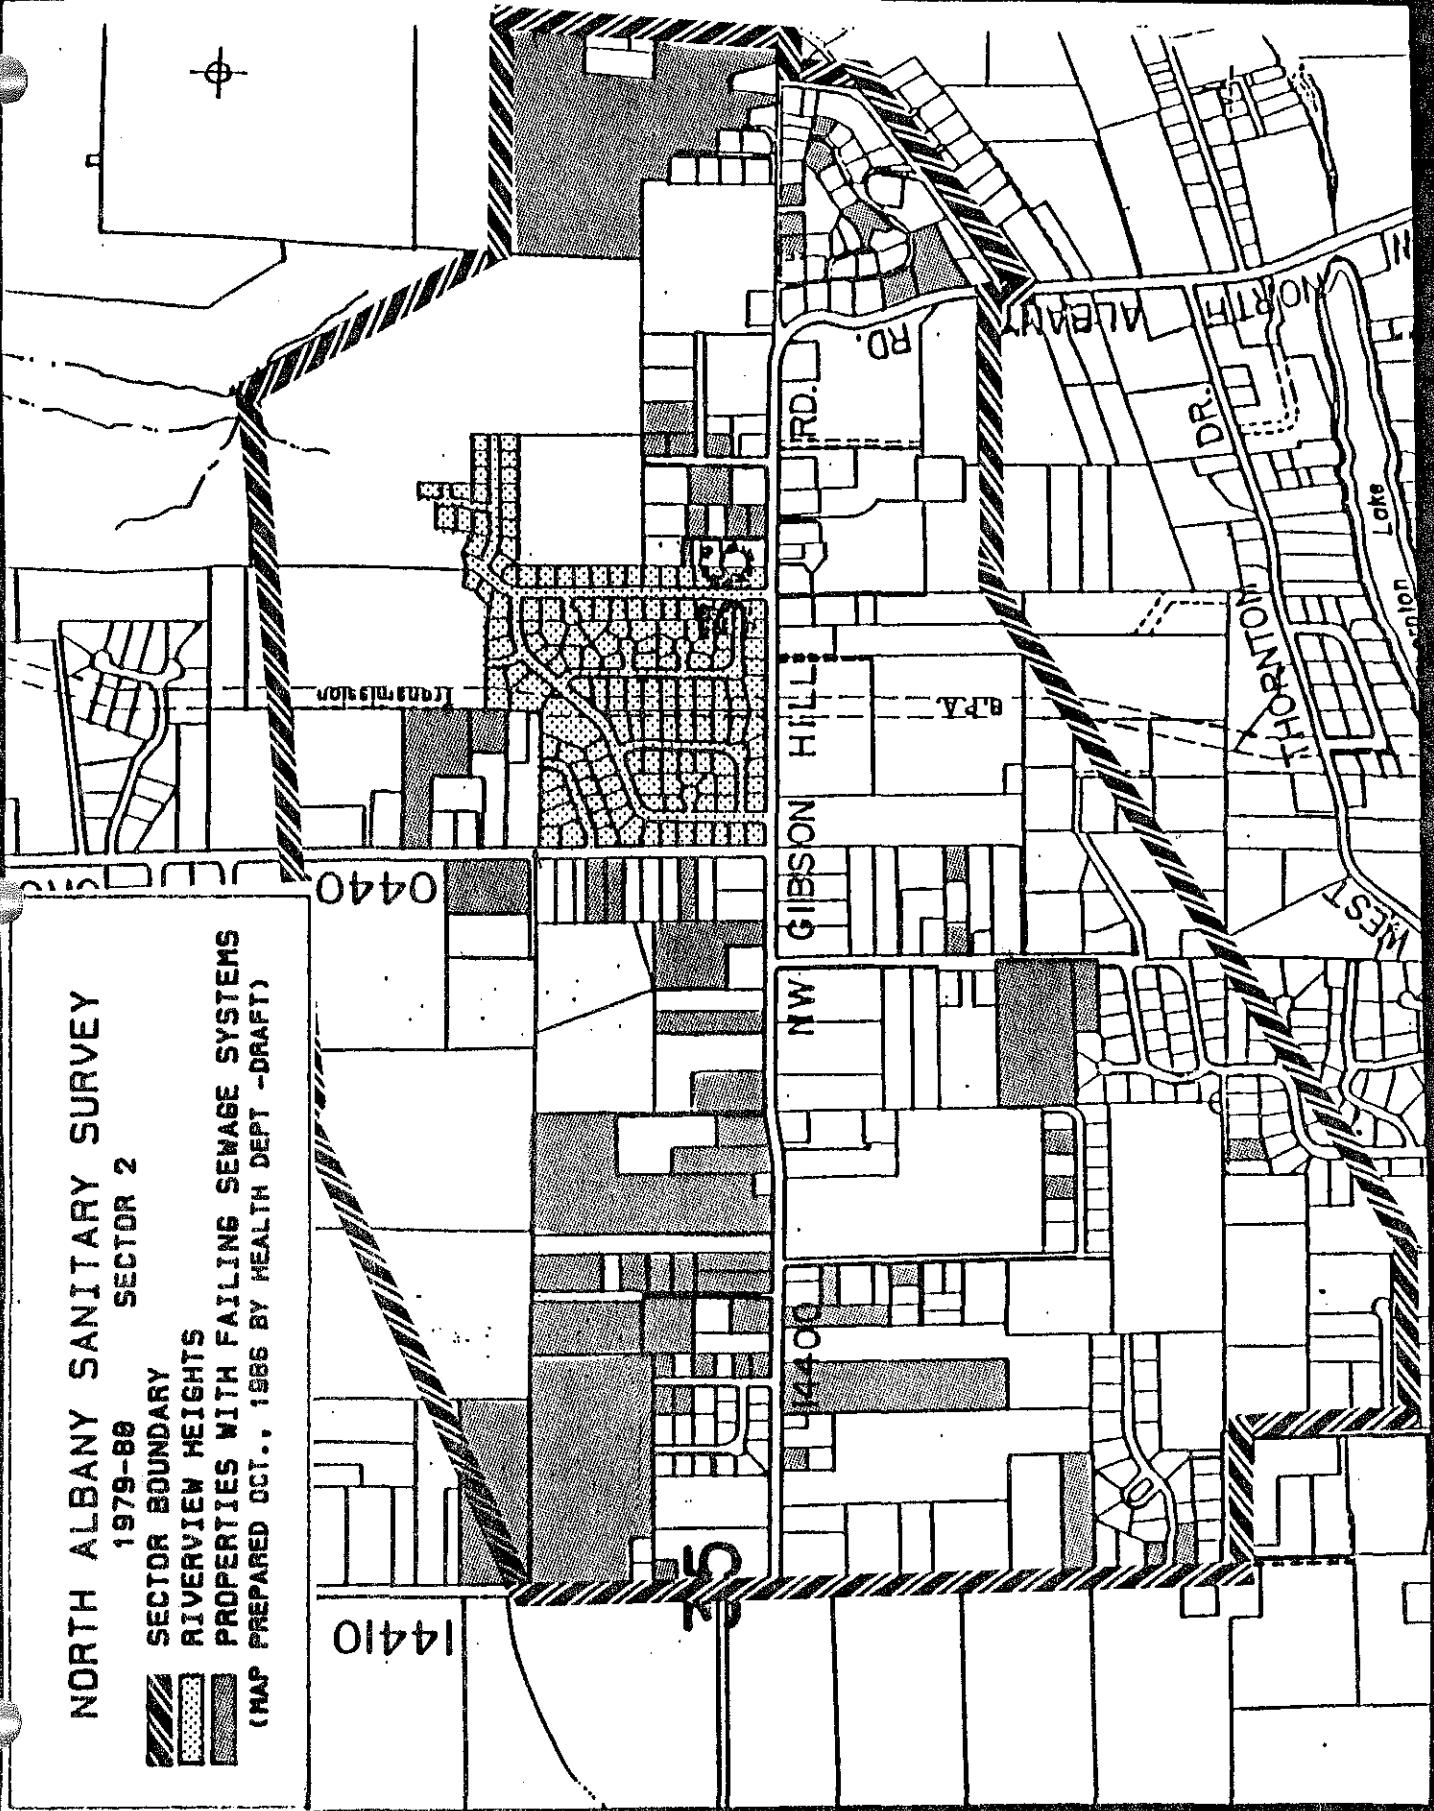 NORTH ALBANY SANITARY SURVEY
1979-80 SECTOR 2
SECTOR BOUNDARY
RIVERVIEW HEIGHTS
PROPERTIES WITH FAILING SEWAGE SYSTEMS
(MAP PREPARED OCT., 1986 BY HEALTH DEPT -DRAFT)
0440
14410
14400
NW GIBSON HILL RD.
RD.
NORTH ALBANY
WEST THORNTON DR.
Transmission
B.P.A.
Lake